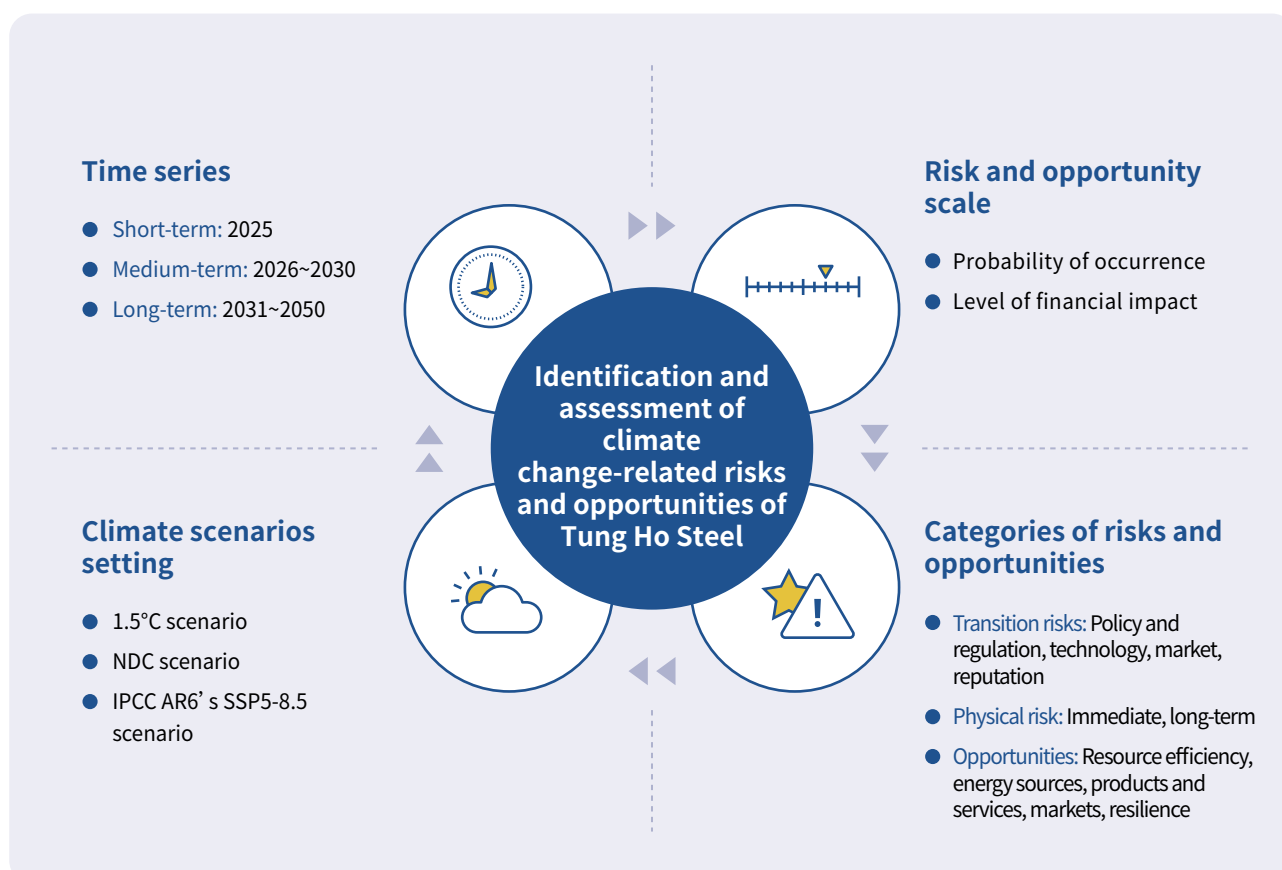 Time series
Short-term: 2025
Medium-term: 2026~2030
Long-term: 2031~2050
Risk and opportunity
scale
Probability of occurrence
Level of financial impact
Identification and
assessment of
climate
change-related risks
and opportunities of
Tung Ho Steel
Climate scenarios
setting
1.5°C scenario
NDC scenario
IPCC AR6’s SSP5-8.5
scenario
Categories of risks and
opportunities
Transition risks: Policy and
regulation, technology, market,
reputation
Physical risk: Immediate, long-term
Opportunities: Resource efficiency,
energy sources, products and
services, markets, resilience